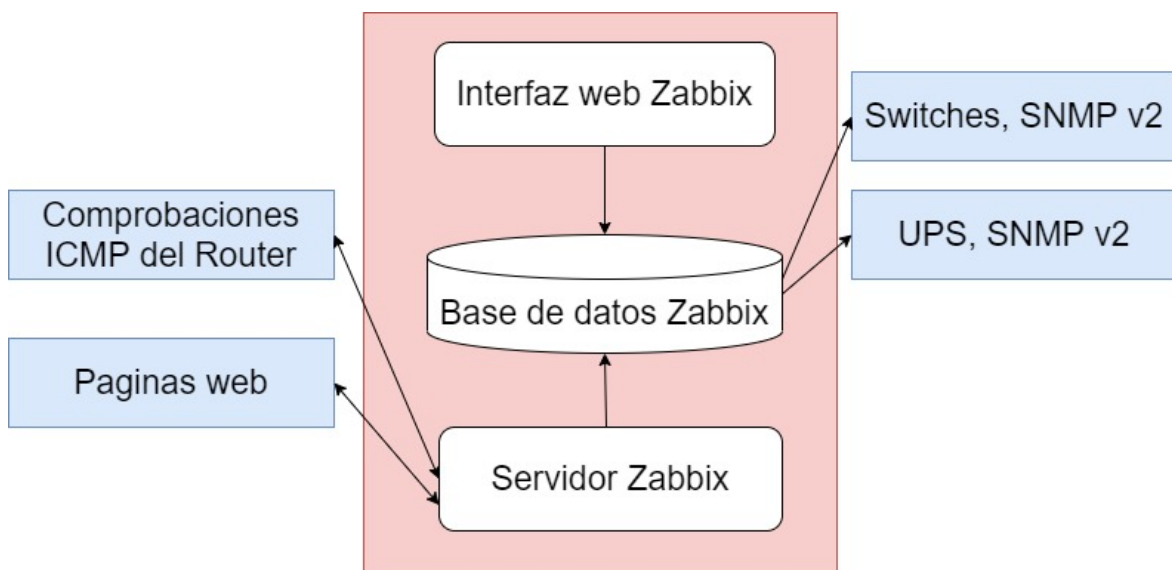 Interfaz web Zabbix
Switches, SNMP v2
Comprobaciones
ICMP del Router
UPS, SNMP v2
Base de datos Zabbix
Paginas web
Servidor Zabbix